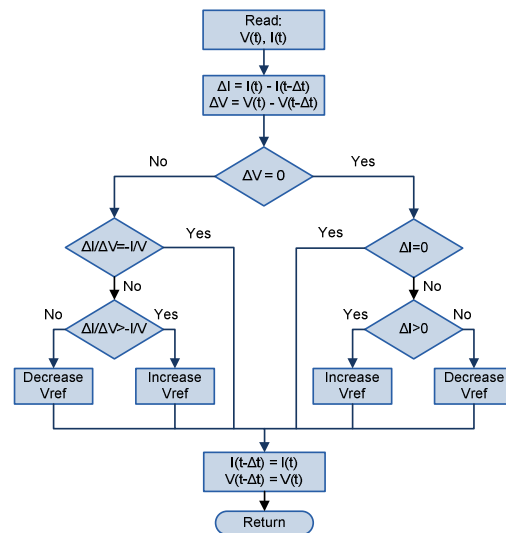 Read:
V(t), I(t)
ΔI = I(t) - I(t-Δt)
ΔV = V(t) - V(t-Δt)
No
Yes
ΔV = 0
ΔI/ΔV=-I/V
Yes
Yes
ΔI=0
No
No
No
ΔI/ΔV>-I/V
Yes
Yes
ΔI>0
No
Decrease
Vref
Increase
Vref
Increase
Vref
Decrease
Vref
I(t-Δt) = I(t)
V(t-Δt) = V(t)
Return